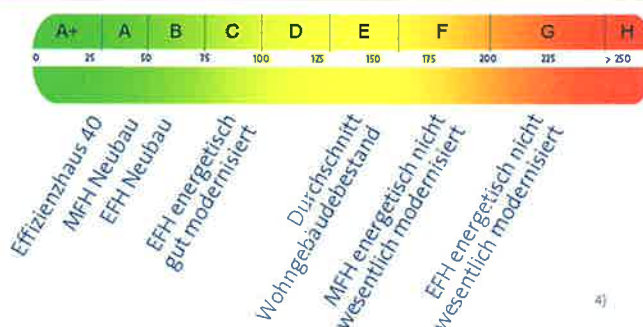 A+ A B C D E F G H
0 25 50 75 100 125 150 175 200 225 > 250
Effizienzhaus 40
MFH Neubau
EFH Neubau
EFH energetisch
gut modernisiert
Durchschnitt
Wohngebäudebestand
MFH energetisch nicht
wesentlich modernisiert
EFH energetisch nicht
wesentlich modernisiert
4)